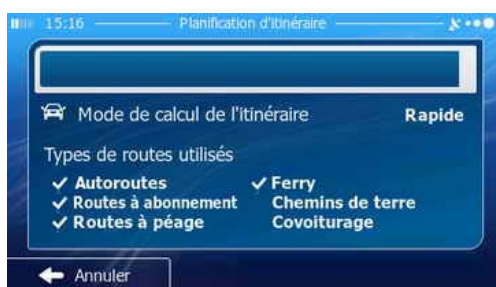 15:16 Planification d'itinéraire
Mode de calcul de l'itinéraire Rapide
Types de routes utilisés
Autoroutes Ferry
Routes à abonnement Chemins de terre
Routes à péage Covoiturage
Annuler